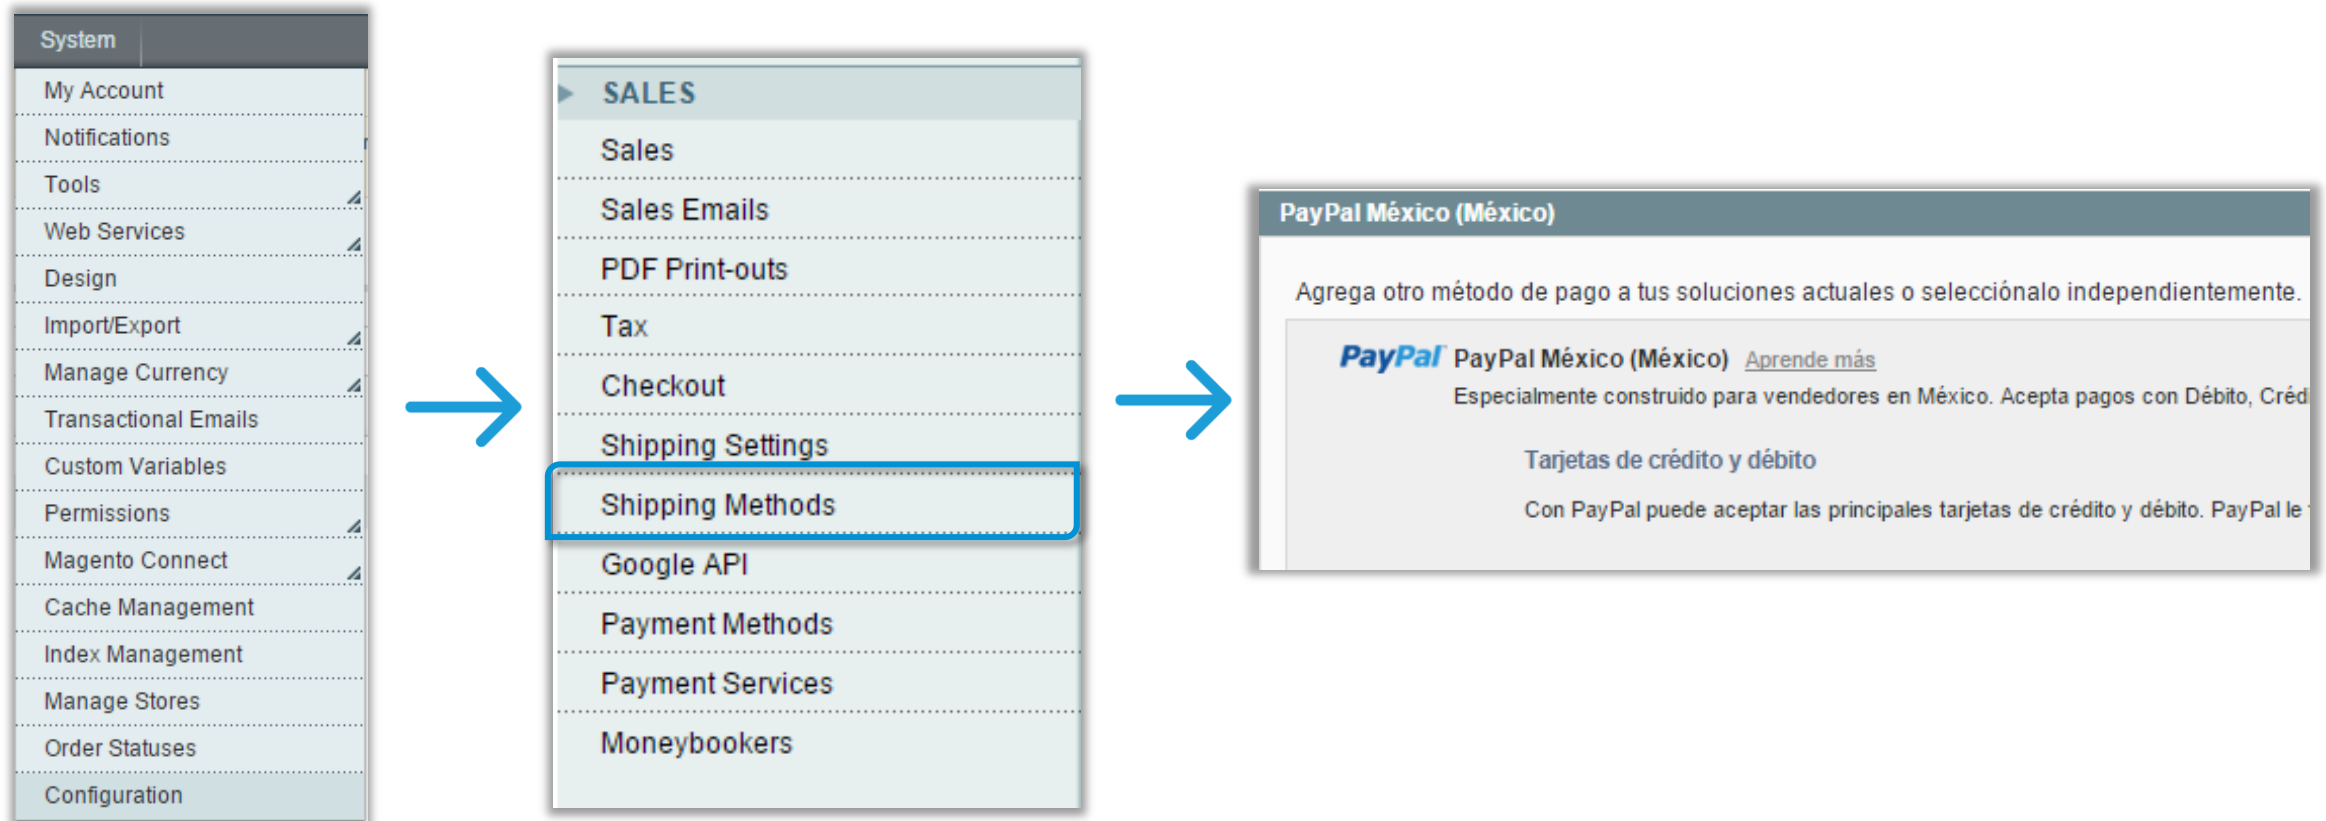 System
My Account
Notifications
Tools
Web Services
Design
Import/Export
Manage Currency
Transactional Emails
Custom Variables
Permissions
Magento Connect
Cache Management
Index Management
Manage Stores
Order Statuses
Configuration
SALES
Sales
Sales Emails
PDF Print-outs
Tax
Checkout
Shipping Settings
Shipping Methods
Google API
Payment Methods
Payment Services
Moneybookers
PayPal México (México)
Agrega otro método de pago a tus soluciones actuales o selecciónalo independientemente.
PayPal PayPal México (México) Aprende más
Especialmente construido para vendedores en México. Acepta pagos con Débito, Crédi
Tarjetas de crédito y débito
Con PayPal puede aceptar las principales tarjetas de crédito y débito. PayPal le